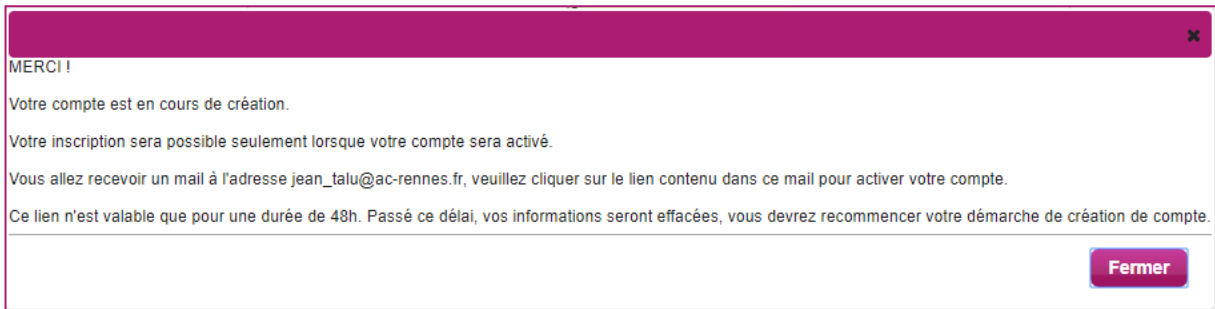 MERCI !
Votre compte est en cours de création.
Votre inscription sera possible seulement lorsque votre compte sera activé.
Vous allez recevoir un mail à l'adresse jean_talu@ac-rennes.fr, veuillez cliquer sur le lien contenu dans ce mail pour activer votre compte.
Ce lien n'est valable que pour une durée de 48h. Passé ce délai, vos informations seront effacées, vous devrez recommencer votre démarche de création de compte.
Fermer